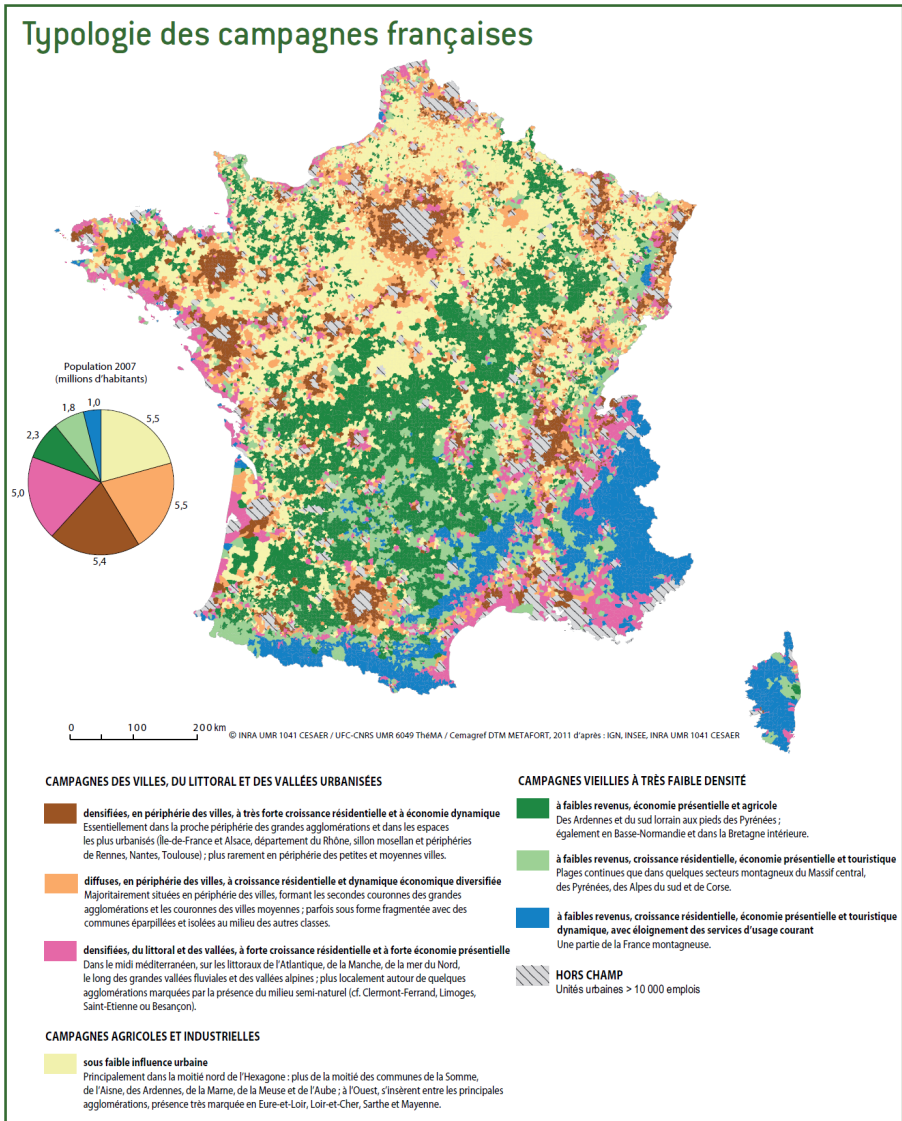 Typologie des campagnes françaises
Population 2007
(millions d'habitants)
1,0
1,8
5,5
2,3
5,0
5,5
5,4
0 100 200 km
© INRA UMR 1041 CESAER / UFC-CNRS UMR 6049 ThéMA / Cemagref DTM METAFORT, 2011 d'après : IGN, INSEE, INRA UMR 1041 CESAER
CAMPAGNES DES VILLES, DU LITTORAL ET DES VALLÉES URBANISÉES
densifiées, en périphérie des villes, à très forte croissance résidentielle et à économie dynamique
Essentiellement dans la proche périphérie des grandes agglomérations et dans les espaces
les plus urbanisés (Île-de-France et Alsace, département du Rhône, sillon mosellan et périphéries
de Rennes, Nantes, Toulouse) ; plus rarement en périphérie des petites et moyennes villes.
diffuses, en périphérie des villes, à croissance résidentielle et dynamique économique diversifiée
Majoritairement situées en périphérie des villes, formant les secondes couronnes des grandes
agglomérations et les couronnes des villes moyennes ; parfois sous forme fragmentée avec des
communes éparpillées et isolées au milieu des autres classes.
densifiées, du littoral et des vallées, à forte croissance résidentielle et à forte économie présentielle
Dans le midi méditerranéen, sur les littoraux de l'Atlantique, de la Manche, de la mer du Nord,
le long des grandes vallées fluviales et des vallées alpines ; plus localement autour de quelques
agglomérations marquées par la présence du milieu semi-naturel (cf. Clermont-Ferrand, Limoges,
Saint-Etienne ou Besançon).
CAMPAGNES AGRICOLES ET INDUSTRIELLES
sous faible influence urbaine
Principalement dans la moitié nord de l'Hexagone : plus de la moitié des communes de la Somme,
de l'Aisne, des Ardennes, de la Marne, de la Meuse et de l'Aube ; à l'Ouest, s'insèrent entre les principales
agglomérations, présence très marquée en Eure-et-Loir, Loir-et-Cher, Sarthe et Mayenne.
CAMPAGNES VIEILLIES À TRÈS FAIBLE DENSITÉ
à faibles revenus, économie présentielle et agricole
Des Ardennes et du sud lorrain aux pieds des Pyrénées ;
également en Basse-Normandie et dans la Bretagne intérieure.
à faibles revenus, croissance résidentielle, économie présentielle et touristique
Plages continues que dans quelques secteurs montagneux du Massif central,
des Pyrénées, des Alpes du sud et de Corse.
à faibles revenus, croissance résidentielle, économie présentielle et touristique
dynamique, avec éloignement des services d'usage courant
Une partie de la France montagneuse.
HORS CHAMP
Unités urbaines > 10 000 emplois